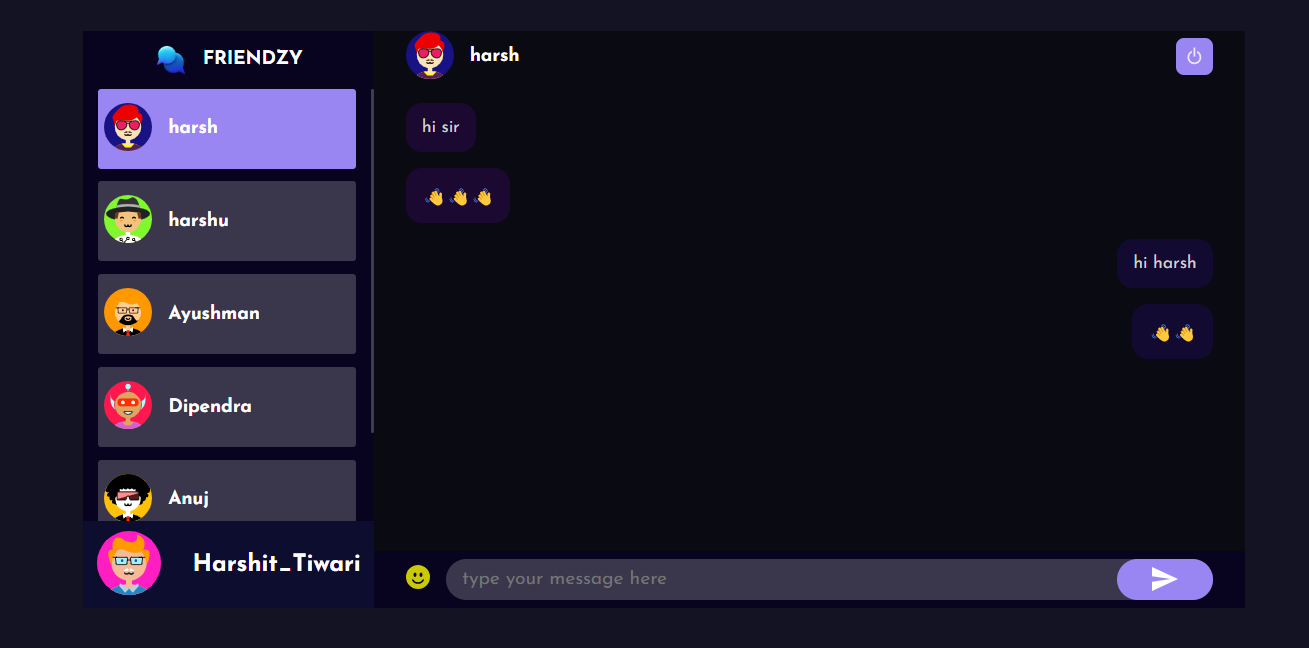 FRIENDZY
harsh
harshu
Ayushman
Dipendra
Anuj
Harshit_Tiwari
harsh
hi sir
👋👋👋
hi harsh
👋👋
type your message here